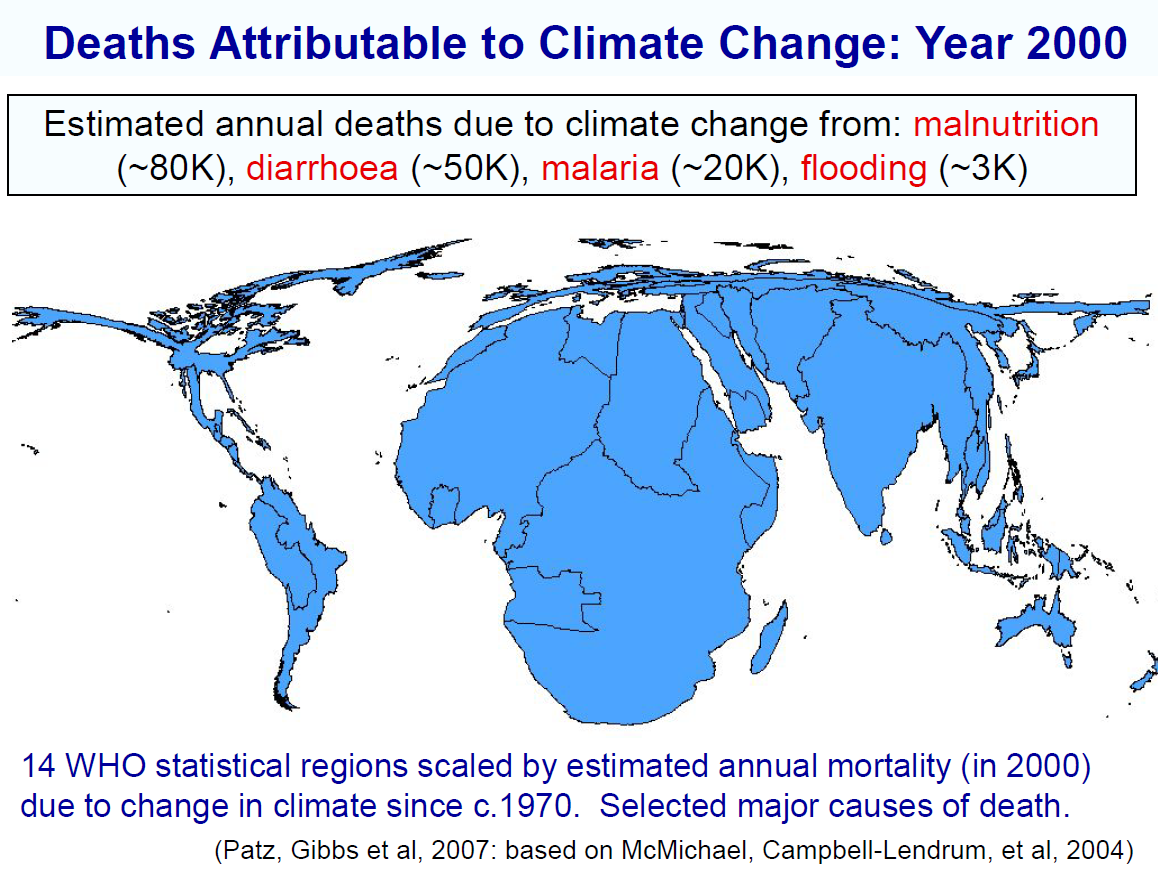 Deaths Attributable to Climate Change: Year 2000
Estimated annual deaths due to climate change from: malnutrition
(~80K), diarrhoea (~50K), malaria (~20K), flooding (~3K)
14 WHO statistical regions scaled by estimated annual mortality (in 2000)
due to change in climate since c.1970.  Selected major causes of death.
(Patz, Gibbs et al, 2007: based on McMichael, Campbell-Lendrum, et al, 2004)